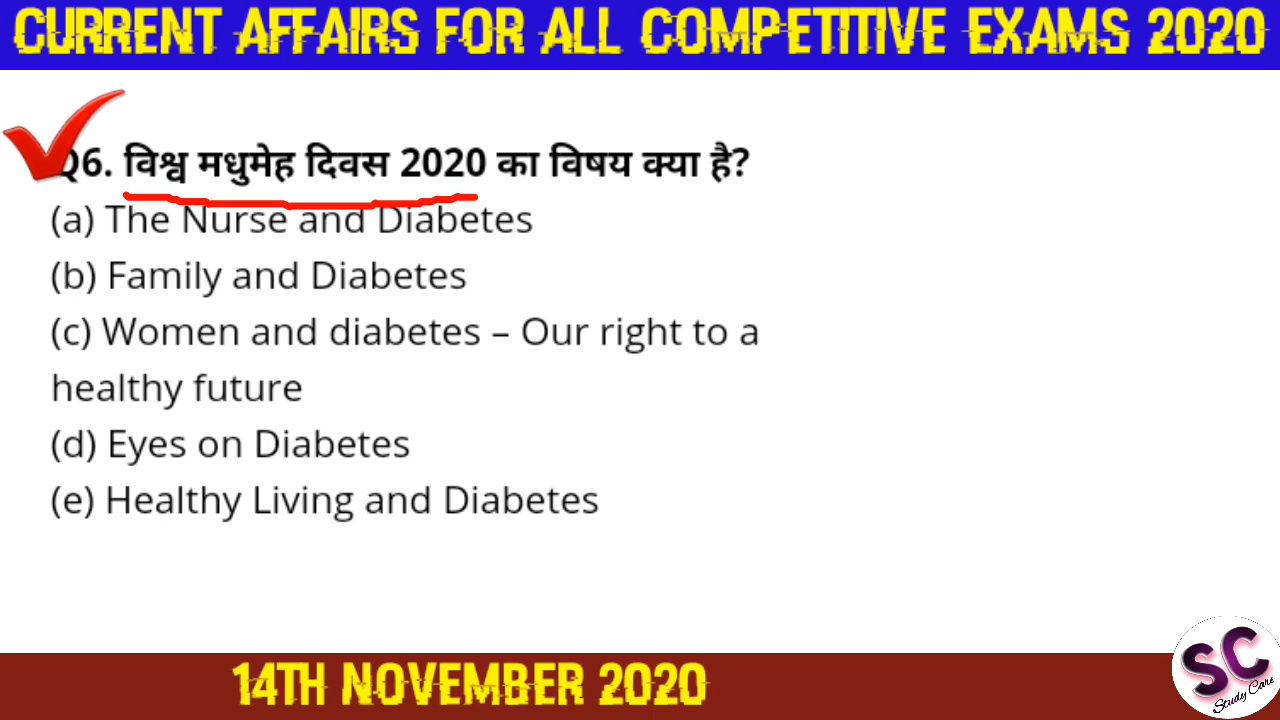 CURRENT AFFAIRS FOR ALL COMPETITIVE EXAMS 2020
Q6. विश्व मधुमेह दिवस 2020 का विषय क्या है?
(a) The Nurse and Diabetes
(b) Family and Diabetes
(c) Women and diabetes – Our right to a
healthy future
(d) Eyes on Diabetes
(e) Healthy Living and Diabetes
14TH NOVEMBER 2020
SC
Study Care